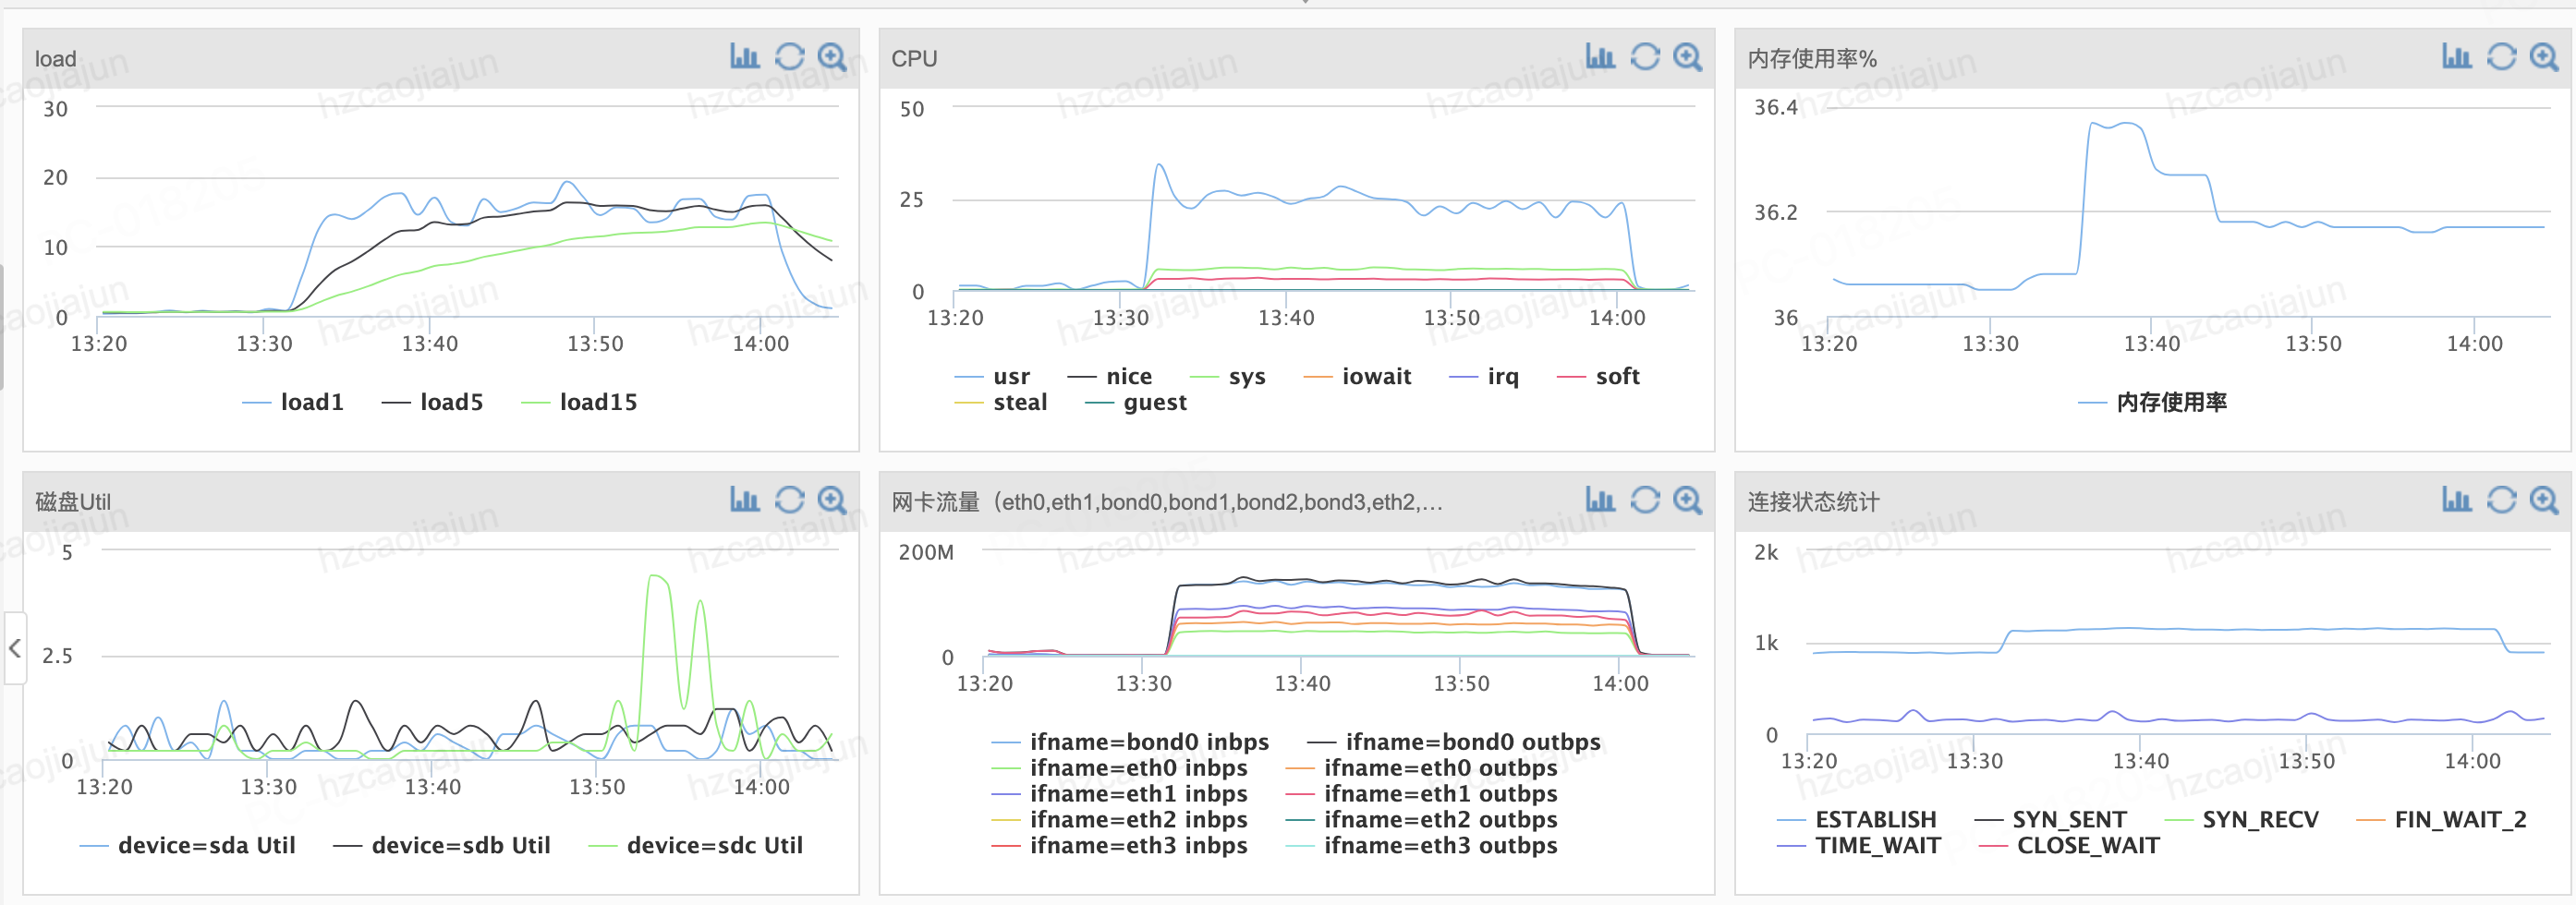 load
CPU
内存使用率%
30
20
10
0
13:20 13:30 13:40 13:50 14:00
load1 load5 load15
50
25
0
13:20 13:30 13:40 13:50 14:00
usr nice sys iowait irq soft
steal guest
36.4
36.2
36
13:20 13:30 13:40 13:50 14:00
内存使用率
磁盘Util
网卡流量（eth0,eth1,bond0,bond1,bond2,bond3,eth2,...
连接状态统计
5
2.5
0
13:20 13:30 13:40 13:50 14:00
device=sda Util device=sdb Util device=sdc Util
200M
0
13:20 13:30 13:40 13:50 14:00
ifname=bond0 inbps ifname=bond0 outbps
ifname=eth0 inbps ifname=eth0 outbps
ifname=eth1 inbps ifname=eth1 outbps
ifname=eth2 inbps ifname=eth2 outbps
ifname=eth3 inbps ifname=eth3 outbps
2k
1k
0
13:20 13:30 13:40 13:50 14:00
ESTABLISH SYN_SENT SYN_RECV FIN_WAIT_2
TIME_WAIT CLOSE_WAIT
hzcaojiajun
PC-018205